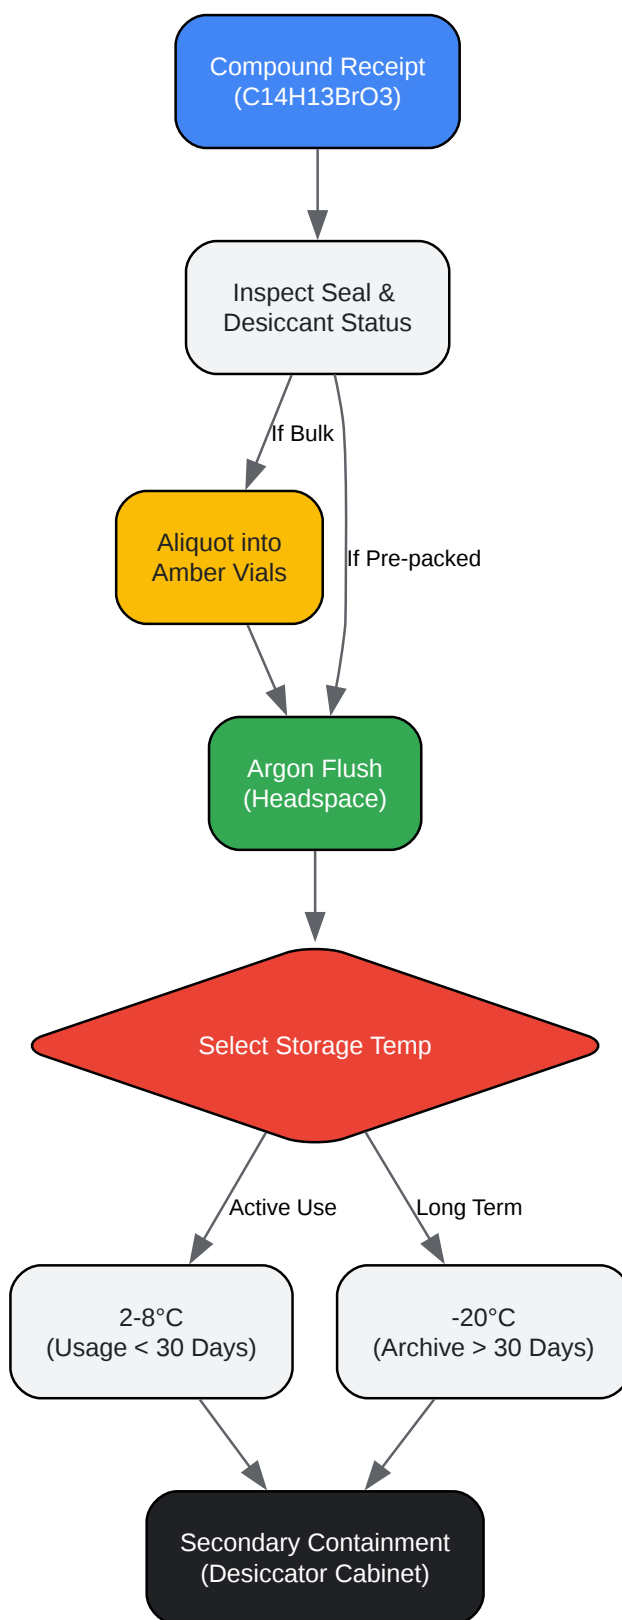 Compound Receipt
(C14H13BrO3)
Inspect Seal &
Desiccant Status
If Bulk
Aliquot into
Amber Vials
If Pre-packed
Argon Flush
(Headspace)
Select Storage Temp
Active Use
Long Term
2-8°C
(Usage < 30 Days)
-20°C
(Archive > 30 Days)
Secondary Containment
(Desiccator Cabinet)